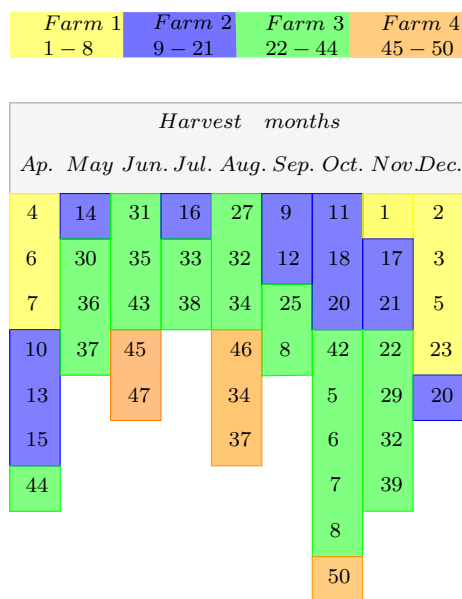 Farm 1 Farm 2 Farm 3 Farm 4
1 − 8 9 − 21 22 − 44 45 − 50
Harvest months
Ap. May Jun. Jul. Aug. Sep. Oct. Nov. Dec.
4 14 31 16 27 9 11 1 2
6 30 35 33 32 12 18 17 3
7 36 43 38 34 25 20 21 5
10 37 45 46 8 42 22 23
13 47 34 5 29 20
15 37 6 32
44 7 39
8
50